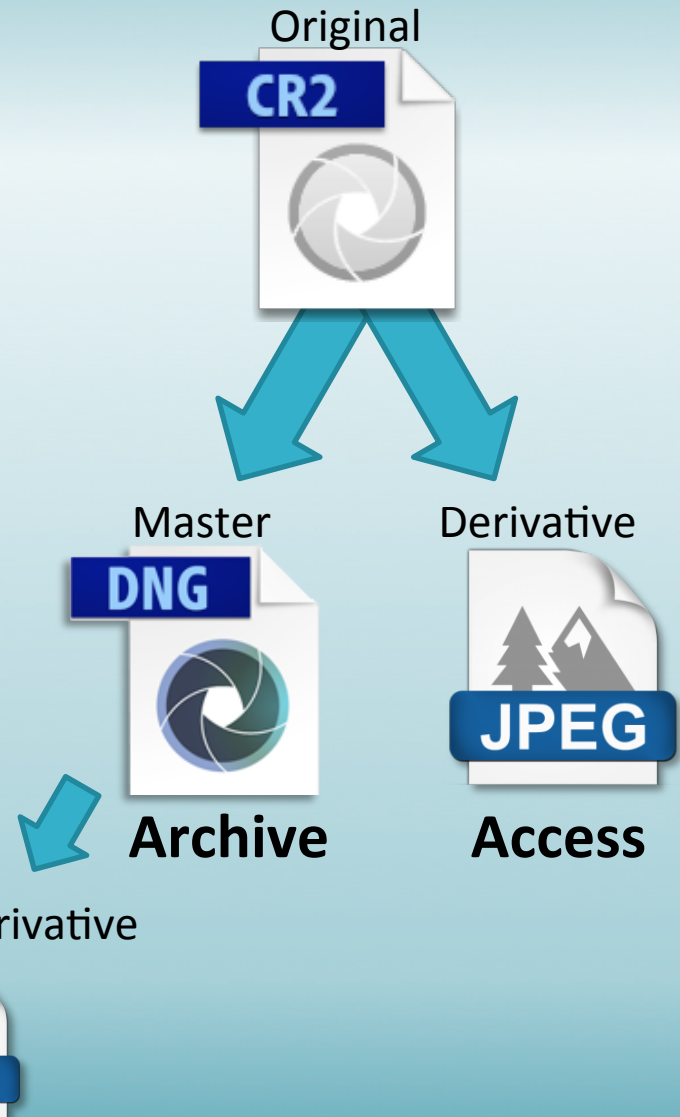 Original
CR2
Master
Derivative
DNG
JPEG
Archive
Access
rivative